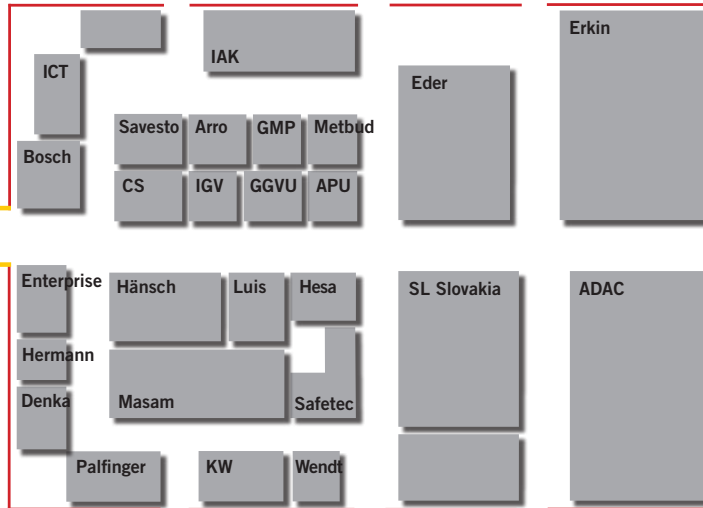 Erkin
IAK
ICT
Eder
Savesto
Arro
GMP
Metbud
Bosch
CS
IGV
GGVU
APU
Enterprise
Hänsch
Luis
Hesa
SL Slovakia
ADAC
Hermann
Denka
Masam
Safetec
Palfinger
KW
Wendt